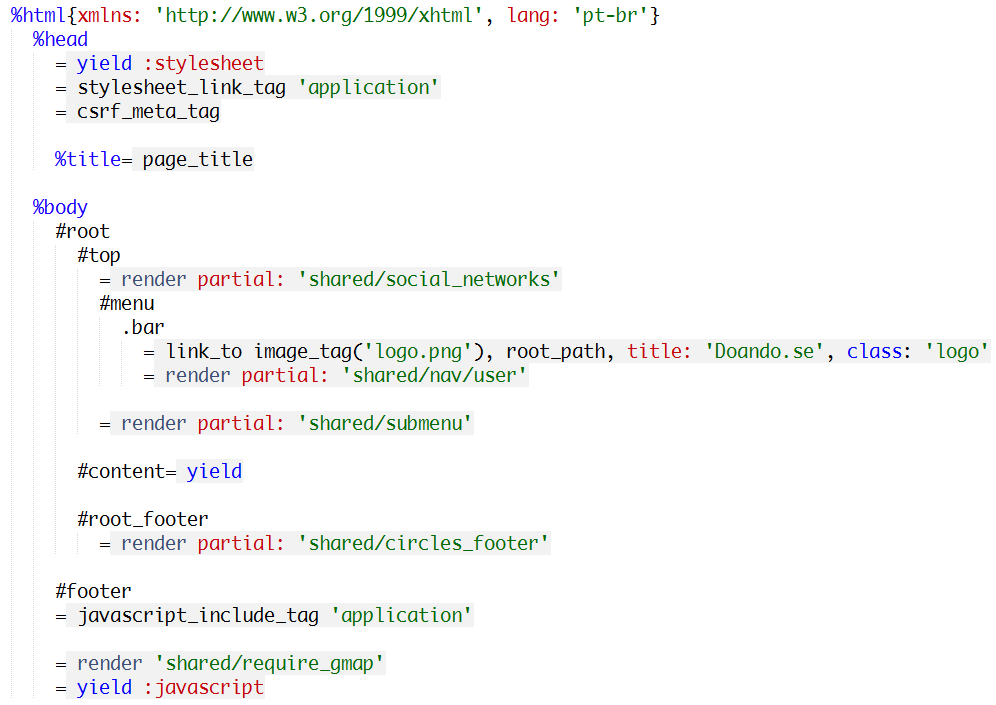 %html{xmlns: 'http://www.w3.org/1999/xhtml', lang: 'pt-br'}
  %head
    = yield :stylesheet
    = stylesheet_link_tag 'application'
    = csrf_meta_tag

    %title= page_title

  %body
    #root
      #top
        = render partial: 'shared/social_networks'
        #menu
          .bar
            = link_to image_tag('logo.png'), root_path, title: 'Doando.se', class: 'logo'
            = render partial: 'shared/nav/user'

        = render partial: 'shared/submenu'

      #content= yield

      #root_footer
        = render partial: 'shared/circles_footer'

    #footer
    = javascript_include_tag 'application'

    = render 'shared/require_gmap'
    = yield :javascript